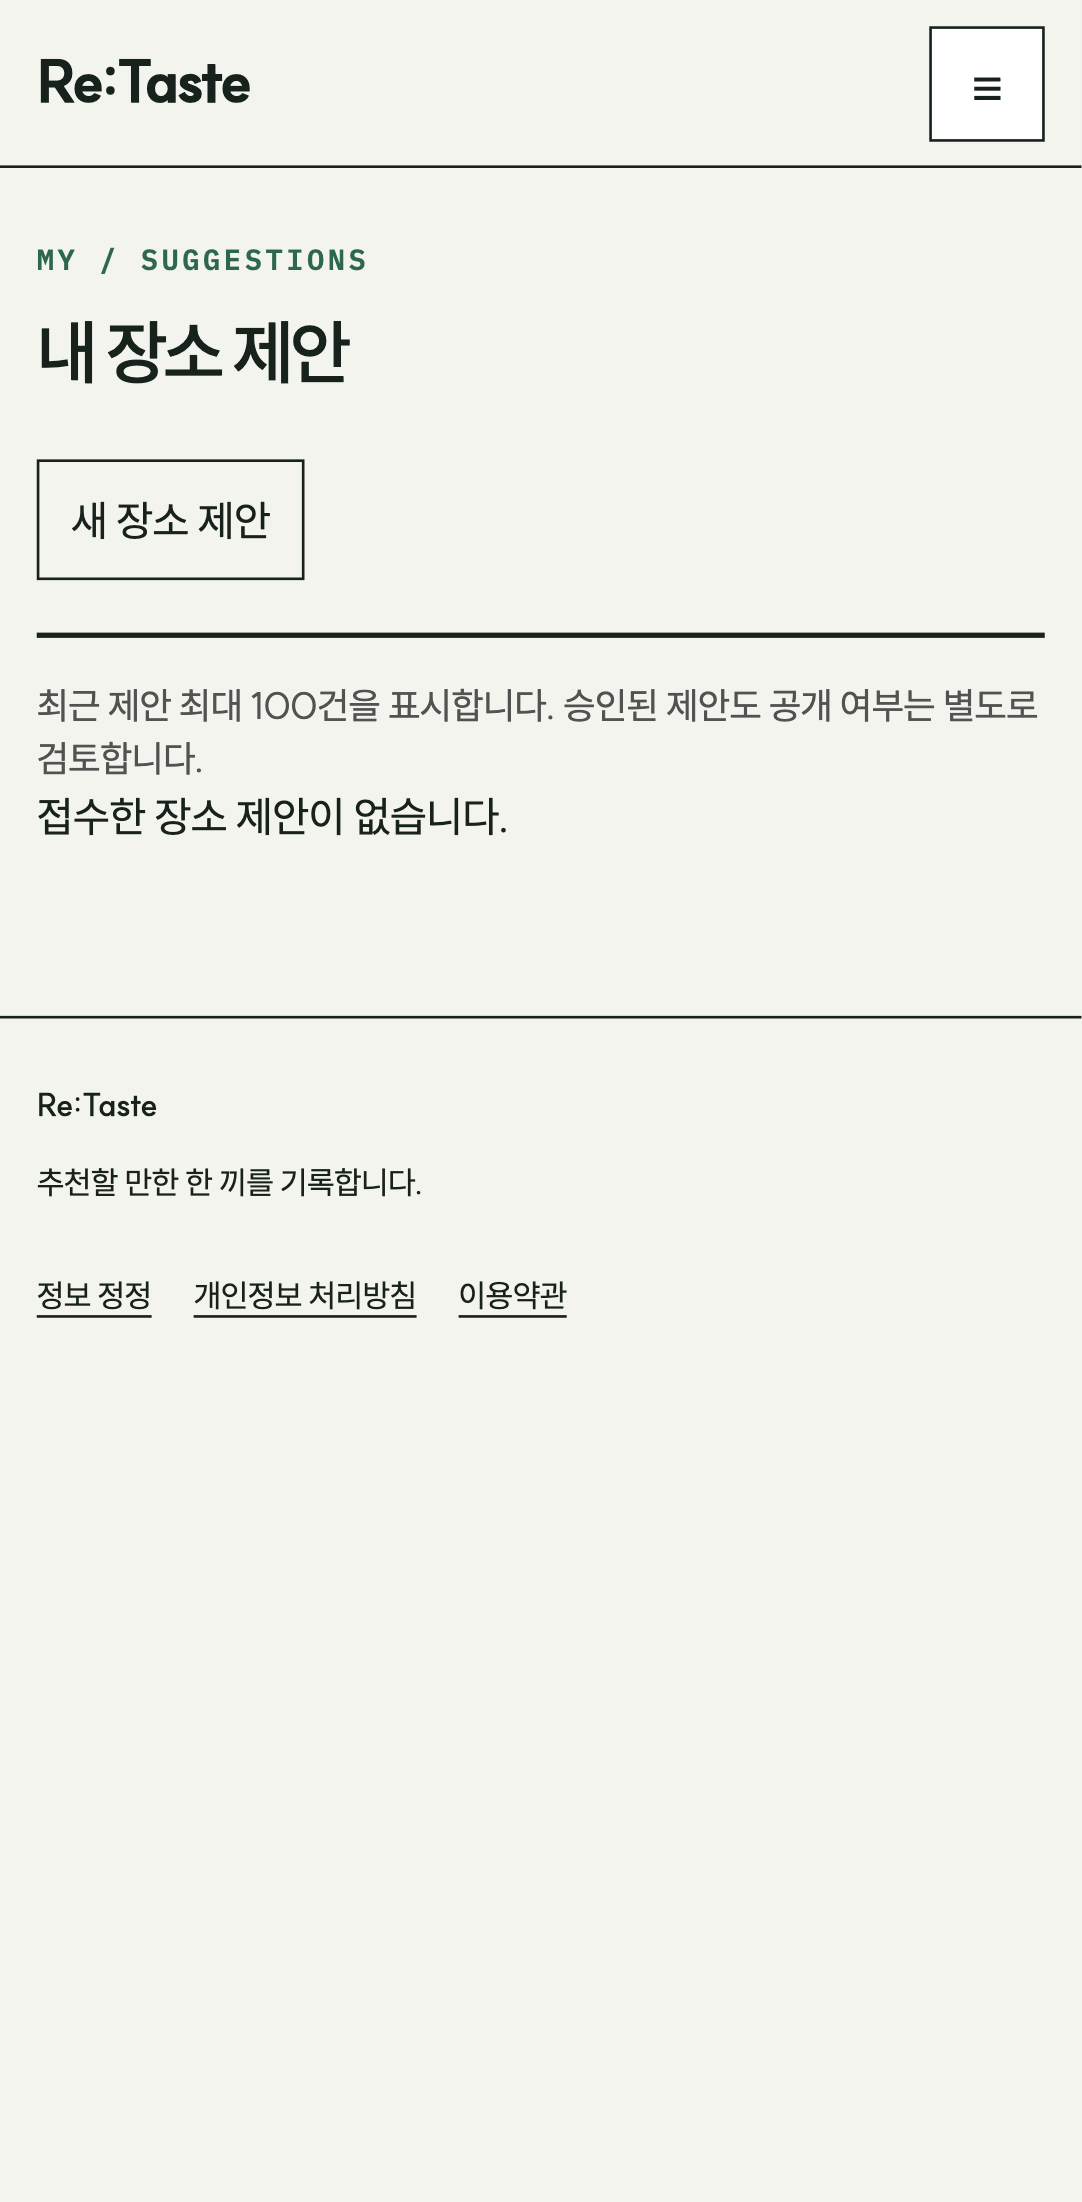 Re:Taste
MY / SUGGESTIONS
내 장소 제안
새 장소 제안
최근 제안 최대 100건을 표시합니다. 승인된 제안도 공개 여부는 별도로
검토합니다.
접수한 장소 제안이 없습니다.
Re:Taste
추천할 만한 한 끼를 기록합니다.
정보 정정 개인정보 처리방침 이용약관